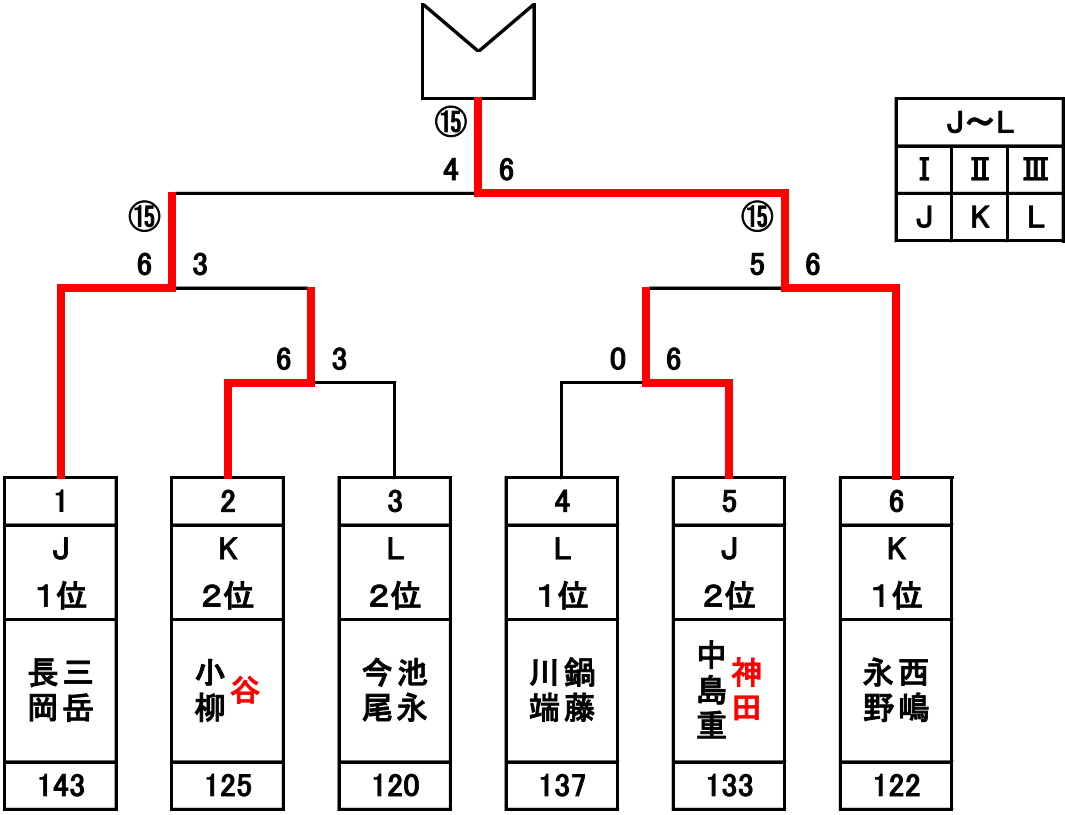 ⑮
4 6
J～L
Ⅰ Ⅱ Ⅲ
J K L
⑮ ⑮
6 3 5 6
6 3 0 6
1 2 3 4 5 6
J K L L J K
1位 2位 2位 1位 2位 1位
三岳
長岡
谷
小柳
池永
今尾
鍋藤
川端
神田
中島重
西嶋
永野
143 125 120 137 133 122